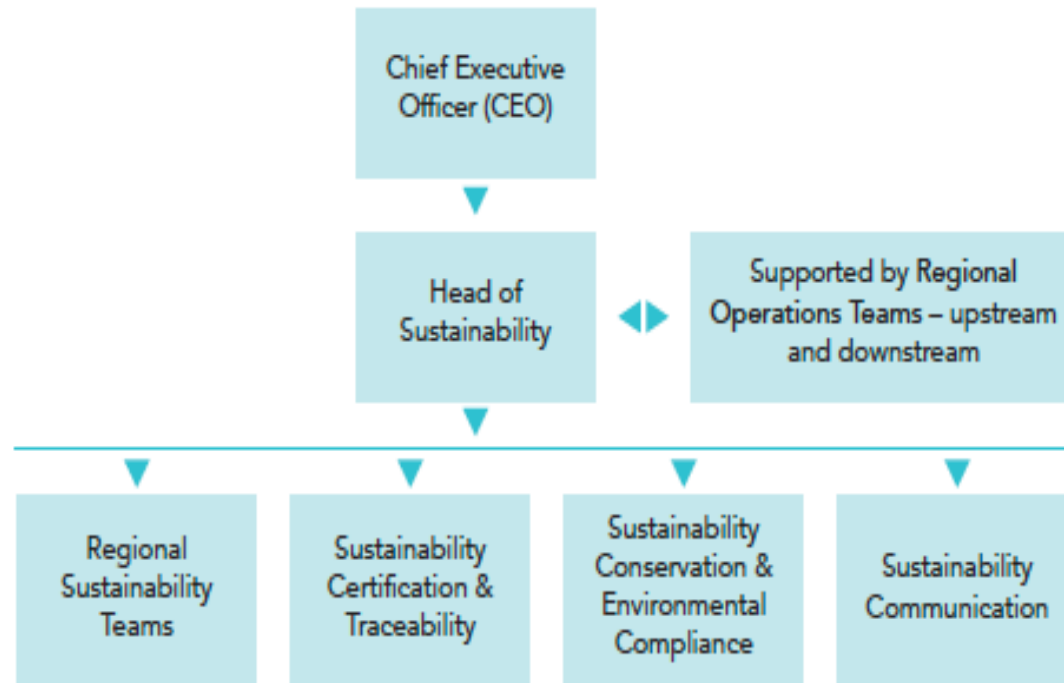 Chief Executive
Officer (CEO)
Head of
Sustainability
Supported by Regional
Operations Teams – upstream
and downstream
Regional
Sustainability
Teams
Sustainability
Certification &
Traceability
Sustainability
Conservation &
Environmental
Compliance
Sustainability
Communication